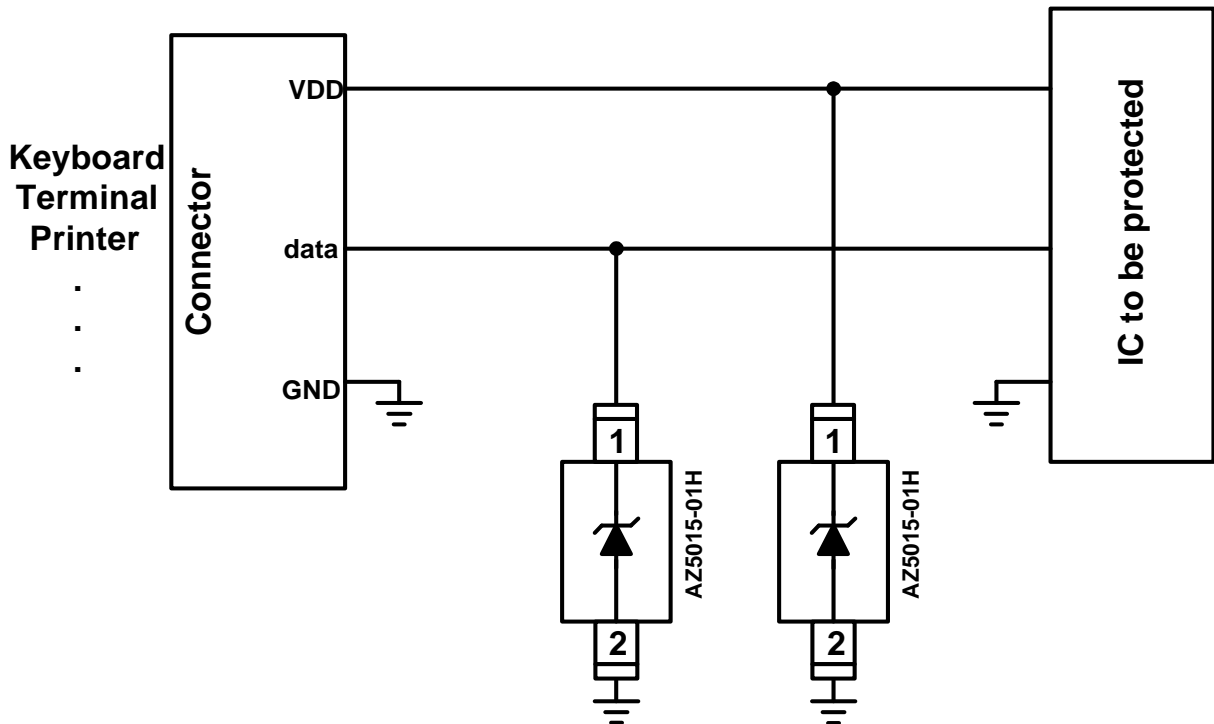 Keyboard
Terminal
Printer
.
.
.
Connector
VDD
data
GND
IC to be protected
1
2
AZ5015-01H
1
2
AZ5015-01H